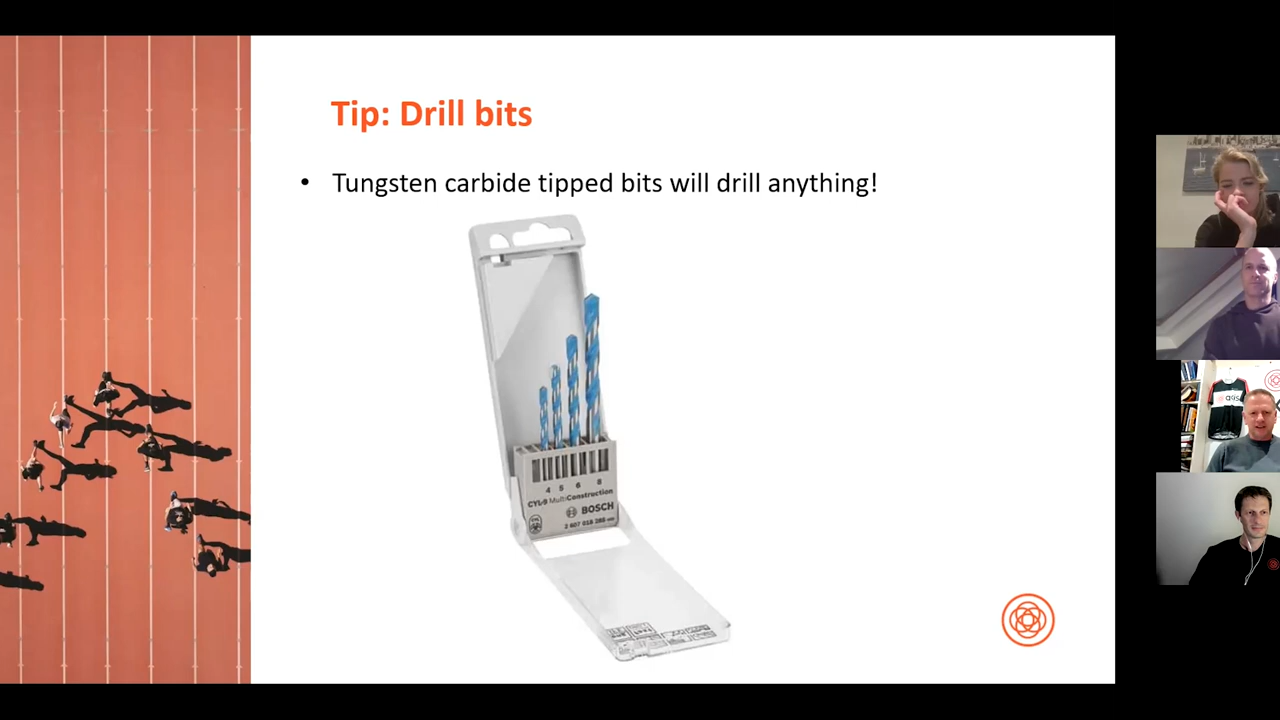 Tip: Drill bits
• Tungsten carbide tipped bits will drill anything!
4 5 6 8
CYL-9 MultiConstruction
BOSCH